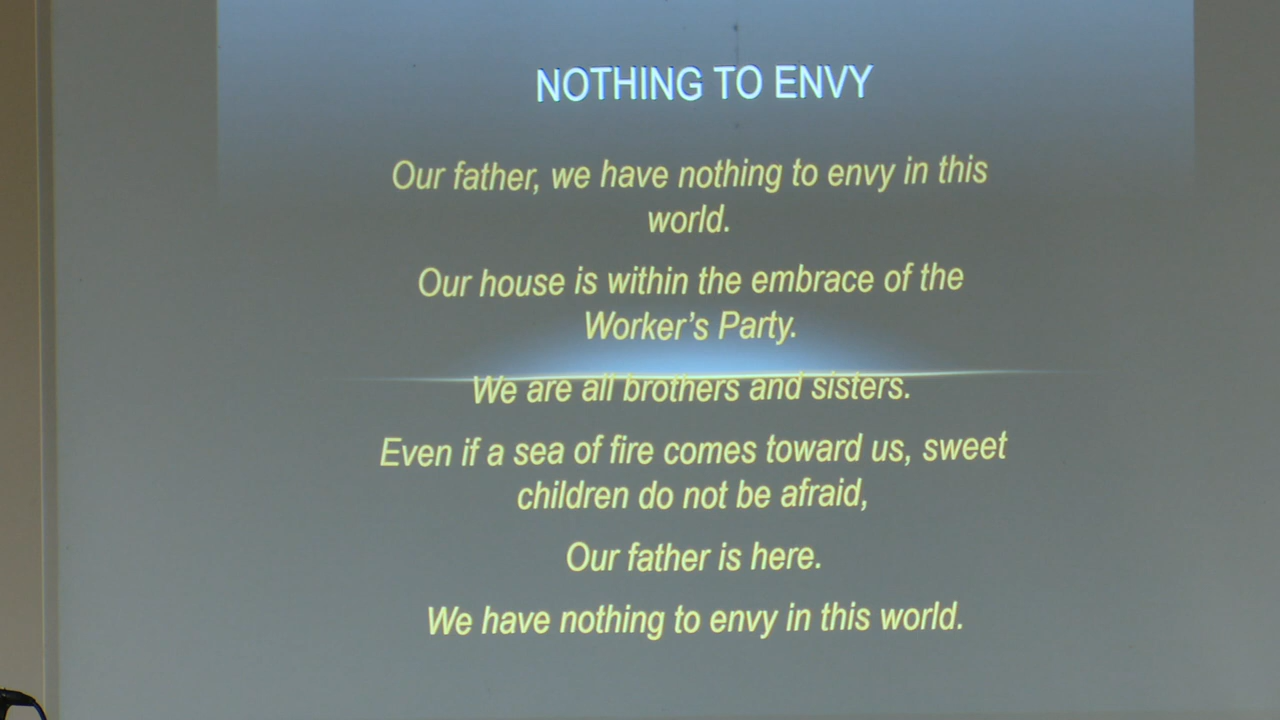 NOTHING TO ENVY
Our father, we have nothing to envy in this
world.
Our house is within the embrace of the
Worker’s Party.
We are all brothers and sisters.
Even if a sea of fire comes toward us, sweet
children do not be afraid,
Our father is here.
We have nothing to envy in this world.